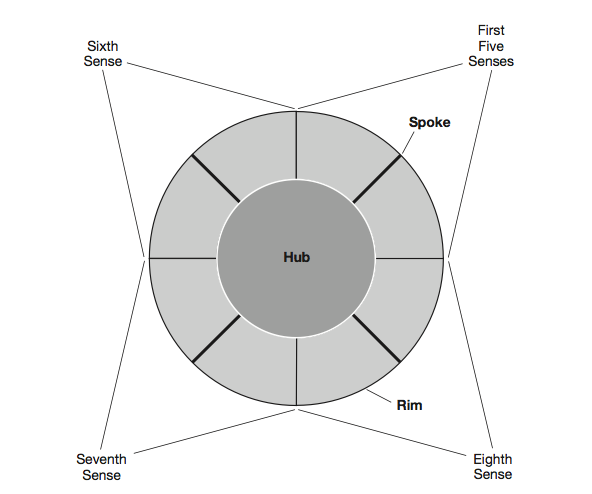 First
Five
Senses
Sixth
Sense
Spoke
Hub
Rim
Seventh
Sense
Eighth
Sense